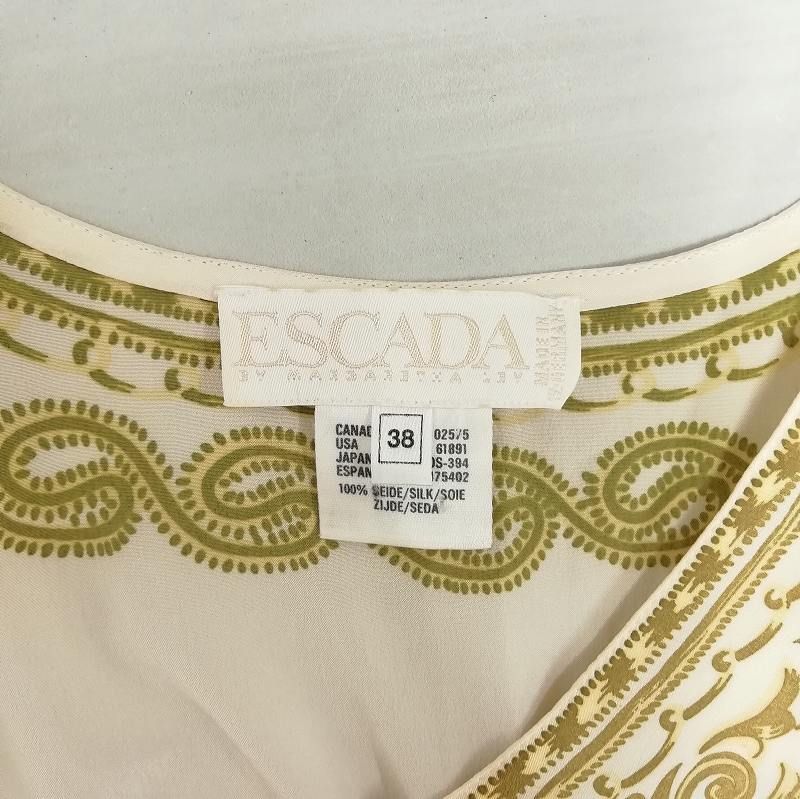 ESCADA
BY MARGARETHA LEY
MADE IN
W.-GERMANY
38
CANAD 02575
USA 61891
JAPAN OS-394
ESPAN 175402
100% SEIDE/SILK/SOIE
ZIJDE/SEDA